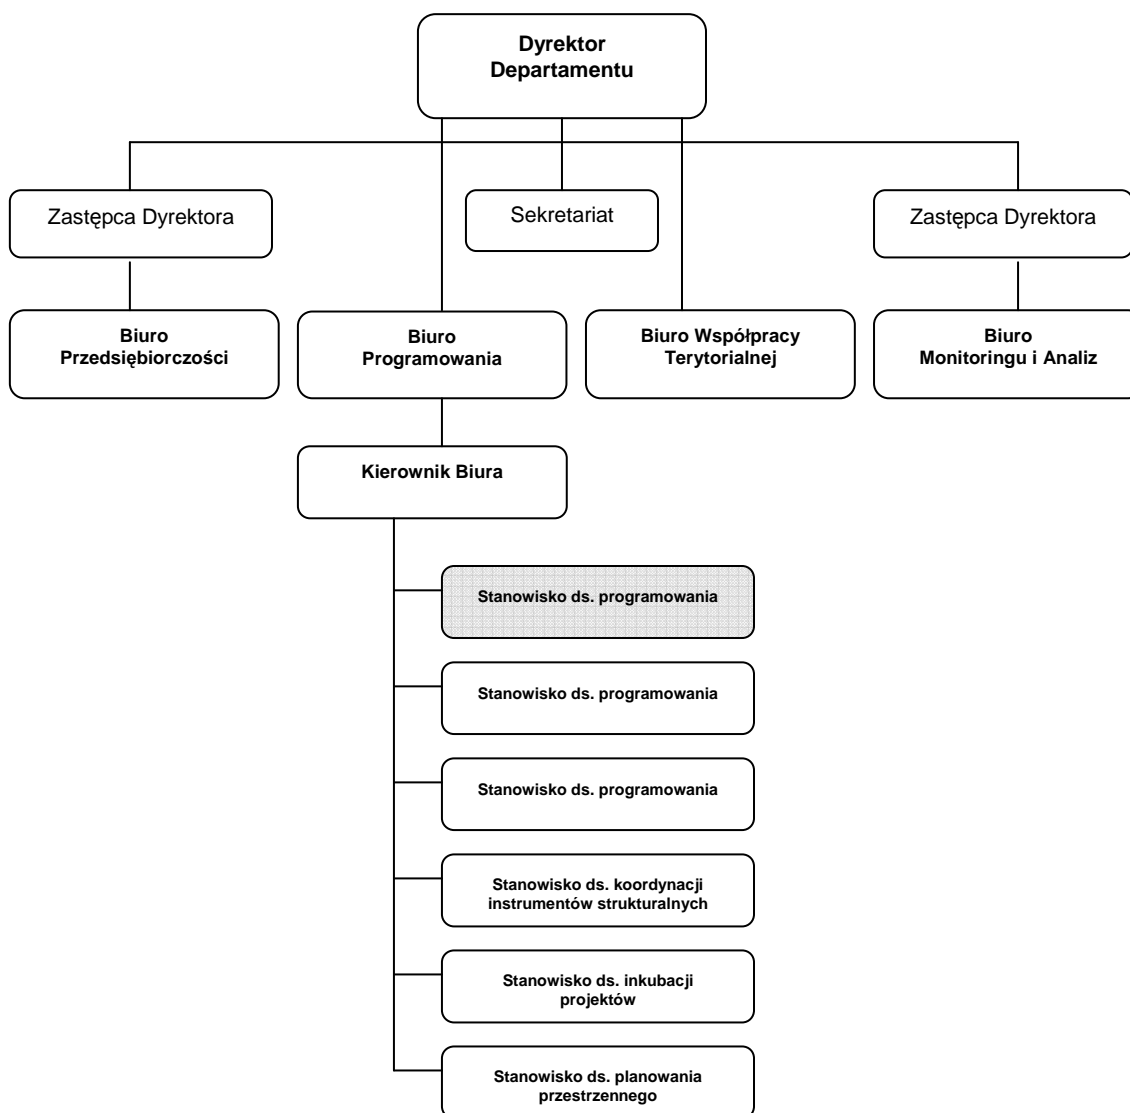 Dyrektor
Departamentu
Zastępca Dyrektora
Sekretariat
Zastępca Dyrektora
Biuro
Przedsiębiorczości
Biuro
Programowania
Biuro Współpracy
Terytorialnej
Biuro
Monitoringu i Analiz
Kierownik Biura
Stanowisko ds. programowania
Stanowisko ds. programowania
Stanowisko ds. programowania
Stanowisko ds. koordynacji
instrumentów strukturalnych
Stanowisko ds. inkubacji
projektów
Stanowisko ds. planowania
przestrzennego